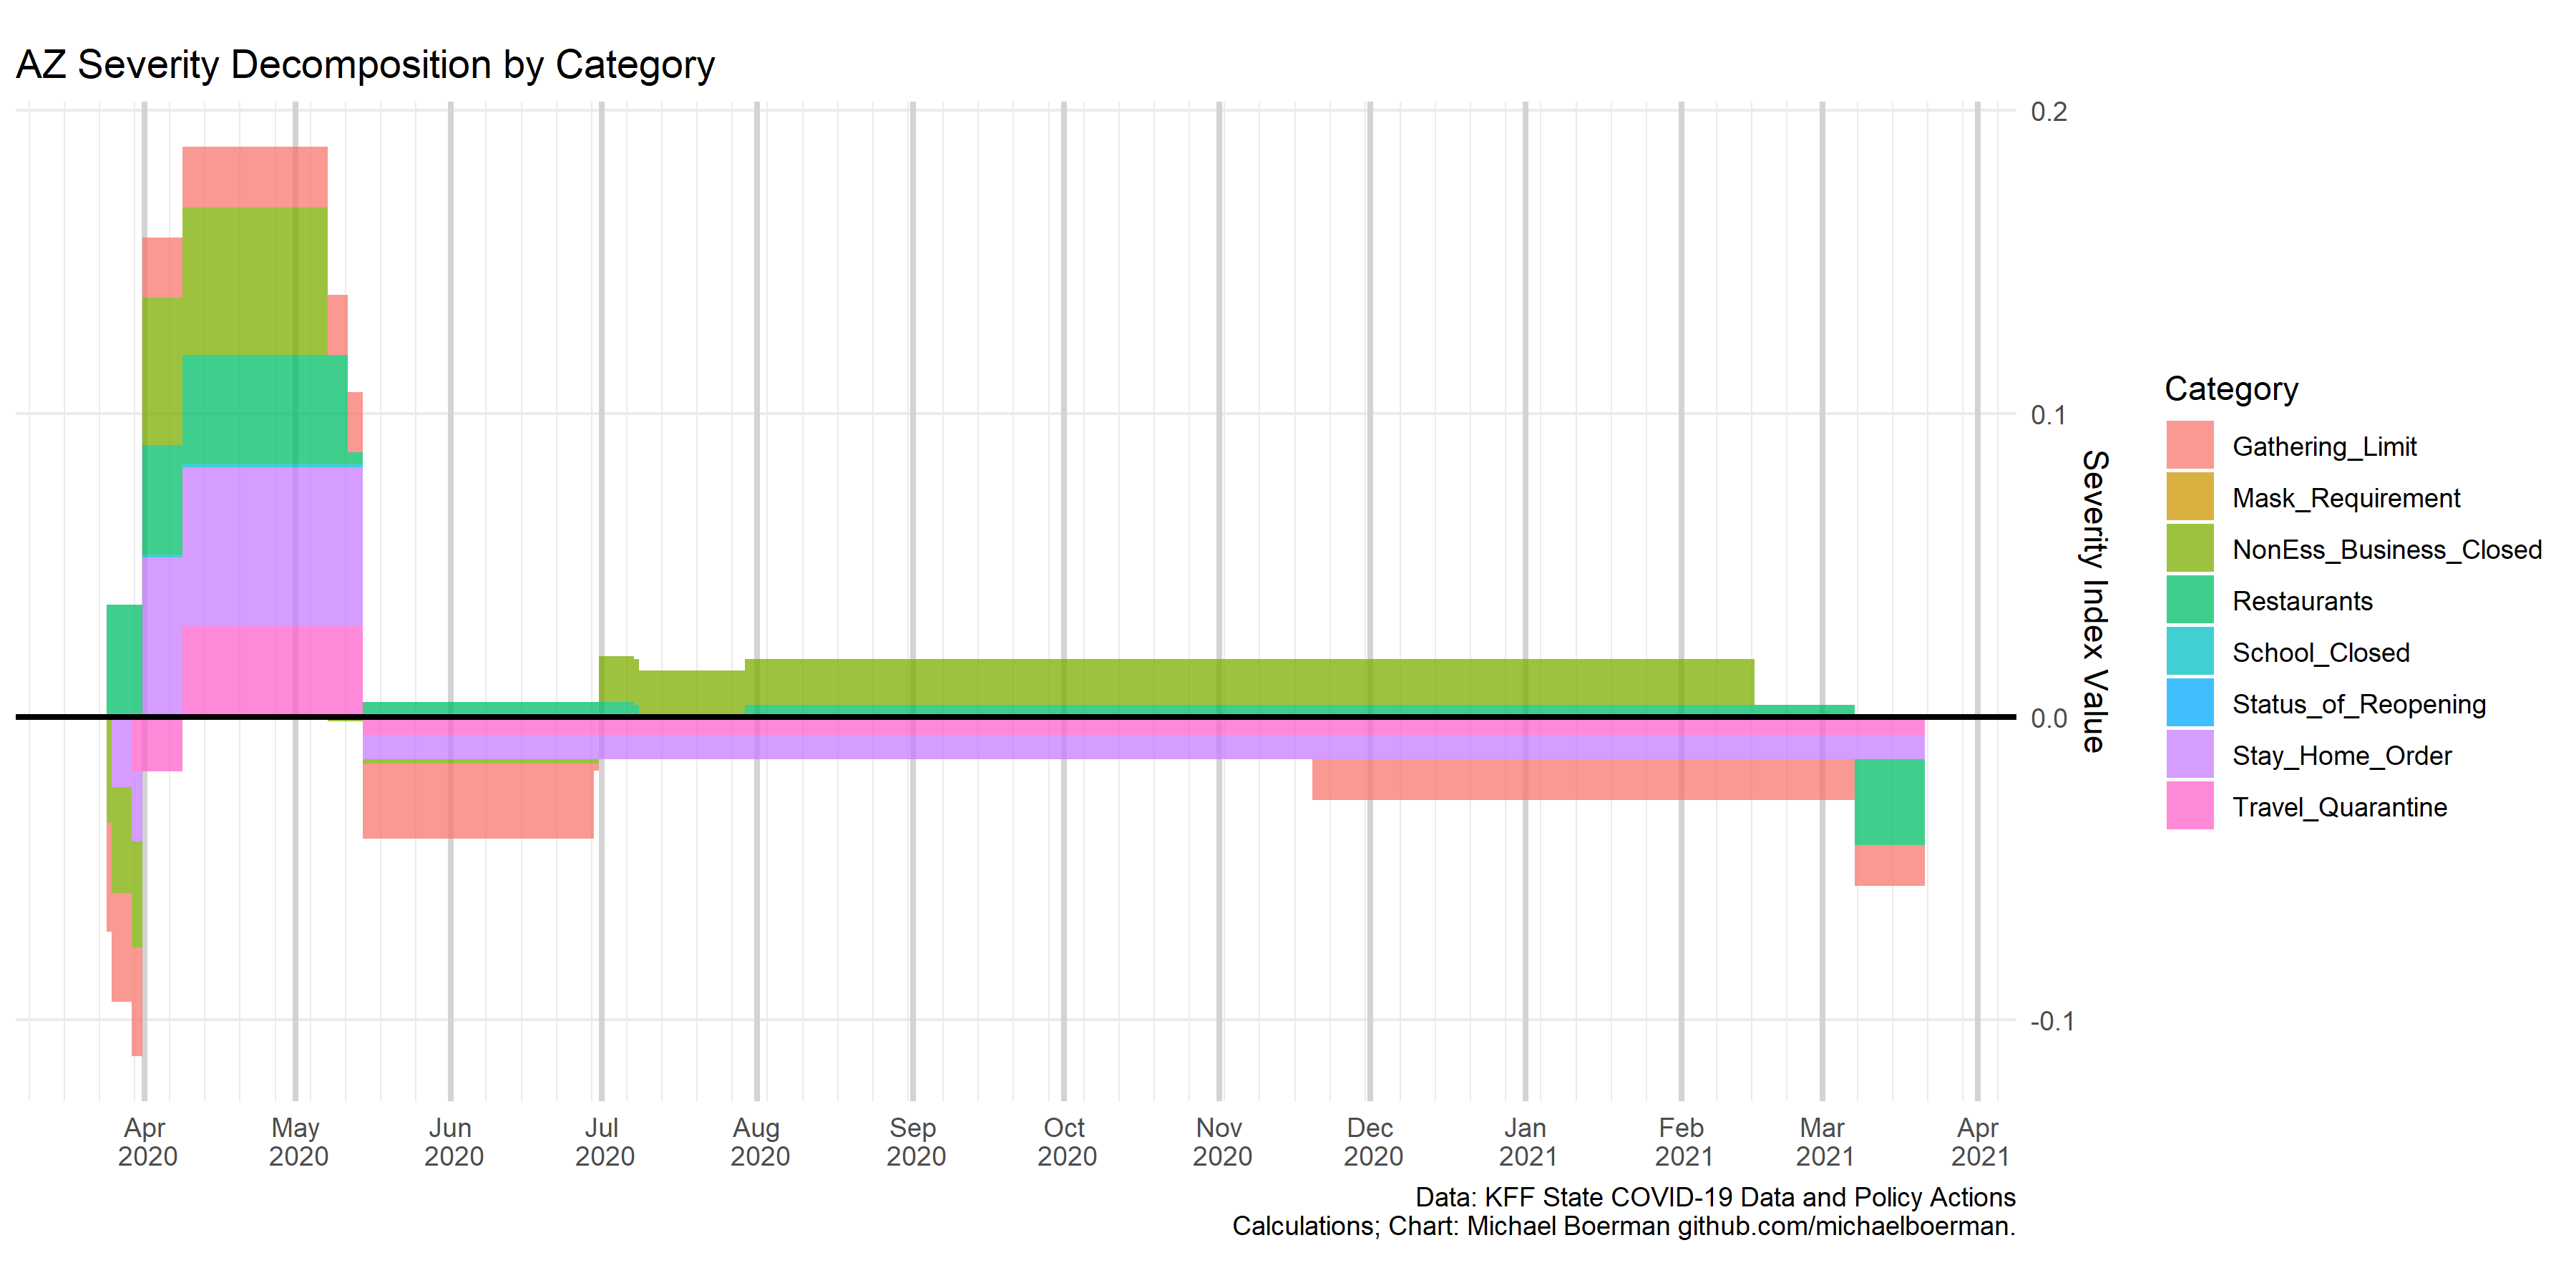 AZ Severity Decomposition by Category
0.2
0.1
0.0
-0.1
Severity Index Value
Category
Gathering_Limit
Mask_Requirement
NonEss_Business_Closed
Restaurants
School_Closed
Status_of_Reopening
Stay_Home_Order
Travel_Quarantine
Apr 2020
May 2020
Jun 2020
Jul 2020
Aug 2020
Sep 2020
Oct 2020
Nov 2020
Dec 2020
Jan 2021
Feb 2021
Mar 2021
Apr 2021
Data: KFF State COVID-19 Data and Policy Actions
Calculations; Chart: Michael Boerman github.com/michaelboerman.